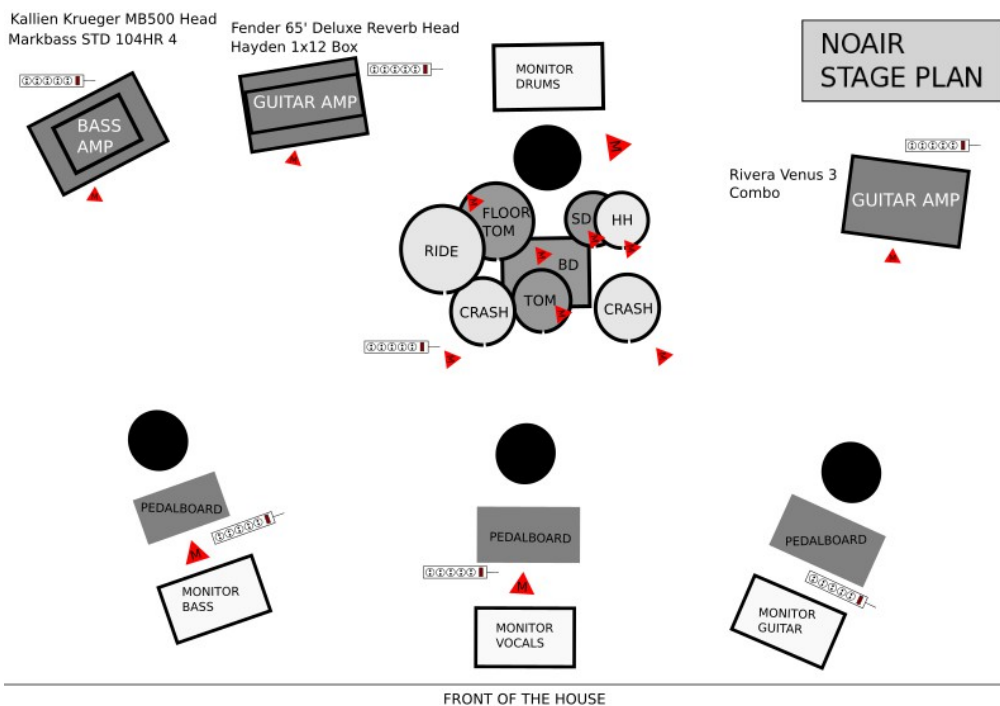 Kallien Krueger MB500 Head
Markbass STD 104HR 4
Fender 65' Deluxe Reverb Head
Hayden 1x12 Box
NOAIR
STAGE PLAN
MONITOR
DRUMS
BASS
AMP
GUITAR AMP
M
M
M
Rivera Venus 3
Combo
GUITAR AMP
M
FLOOR
TOM
SD
HH
RIDE
BD
CRASH
TOM
CRASH
PEDALBOARD
PEDALBOARD
PEDALBOARD
M
M
MONITOR
BASS
MONITOR
VOCALS
MONITOR
GUITAR
FRONT OF THE HOUSE